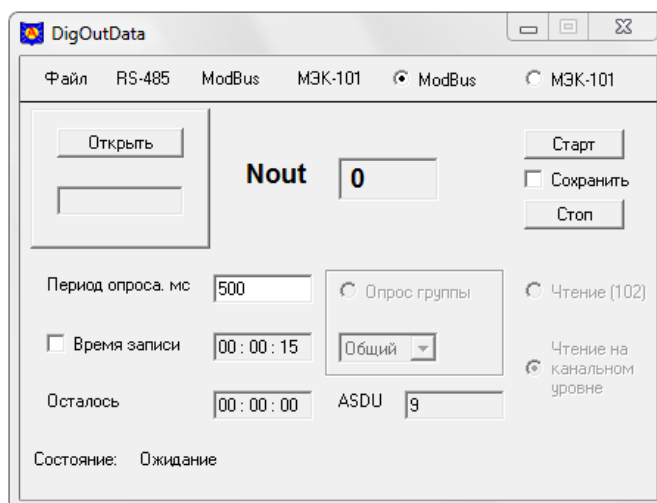 DigOutData
Файл RS-485 ModBus МЭК-101 ModBus МЭК-101
Открыть
Nout 0
Старт
Сохранить
Стоп
Период опроса. мс 500
Опрос группы
Чтение (102)
Время записи 00 : 00 : 15
Общий
Чтение на
канальном
уровне
Осталось 00 : 00 : 00
ASDU 9
Состояние: Ожидание